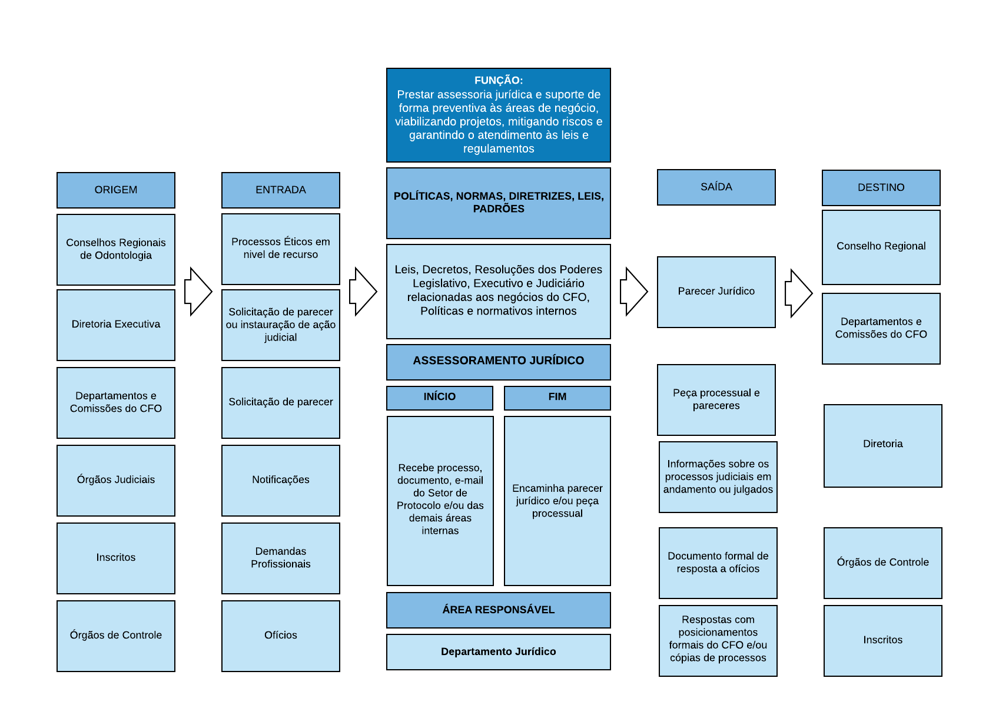 FUNÇÃO:
Prestar assessoria jurídica e suporte de
forma preventiva às áreas de negócio,
viabilizando projetos, mitigando riscos e
garantindo o atendimento às leis e
regulamentos
ORIGEM
Conselhos Regionais
de Odontologia
Diretoria Executiva
Departamentos e
Comissões do CFO
Órgãos Judiciais
Inscritos
Órgãos de Controle
ENTRADA
Processos Éticos em
nivel de recurso
Solicitação de parecer
ou instauração de ação
judicial
Solicitação de parecer
Notificações
Demandas
Profissionais
Ofícios
POLÍTICAS, NORMAS, DIRETRIZES, LEIS,
PADRÕES
Leis, Decretos, Resoluções dos Poderes
Legislativo, Executivo e Judiciário
relacionadas aos negócios do CFO,
Políticas e normativos internos
ASSESSORAMENTO JURÍDICO
INÍCIO
Recebe processo,
documento, e-mail
do Setor de
Protocolo e/ou das
demais áreas
internas
FIM
Encaminha parecer
jurídico e/ou peça
processual
ÁREA RESPONSÁVEL
Departamento Jurídico
SAÍDA
Parecer Jurídico
Peça processual e
pareceres
Informações sobre os
processos judiciais em
andamento ou julgados
Documento formal de
resposta a ofícios
Respostas com
posicionamentos
formais do CFO e/ou
cópias de processos
DESTINO
Conselho Regional
Departamentos e
Comissões do CFO
Diretoria
Órgãos de Controle
Inscritos